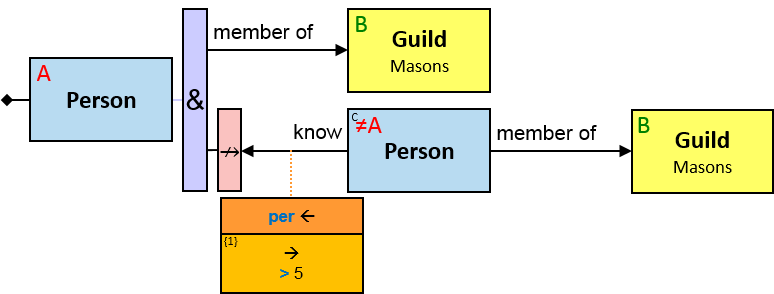 A
Person
&
member of
B
Guild
Masons
know
c
≠A
Person
member of
B
Guild
Masons
per ←
{1}
→
> 5